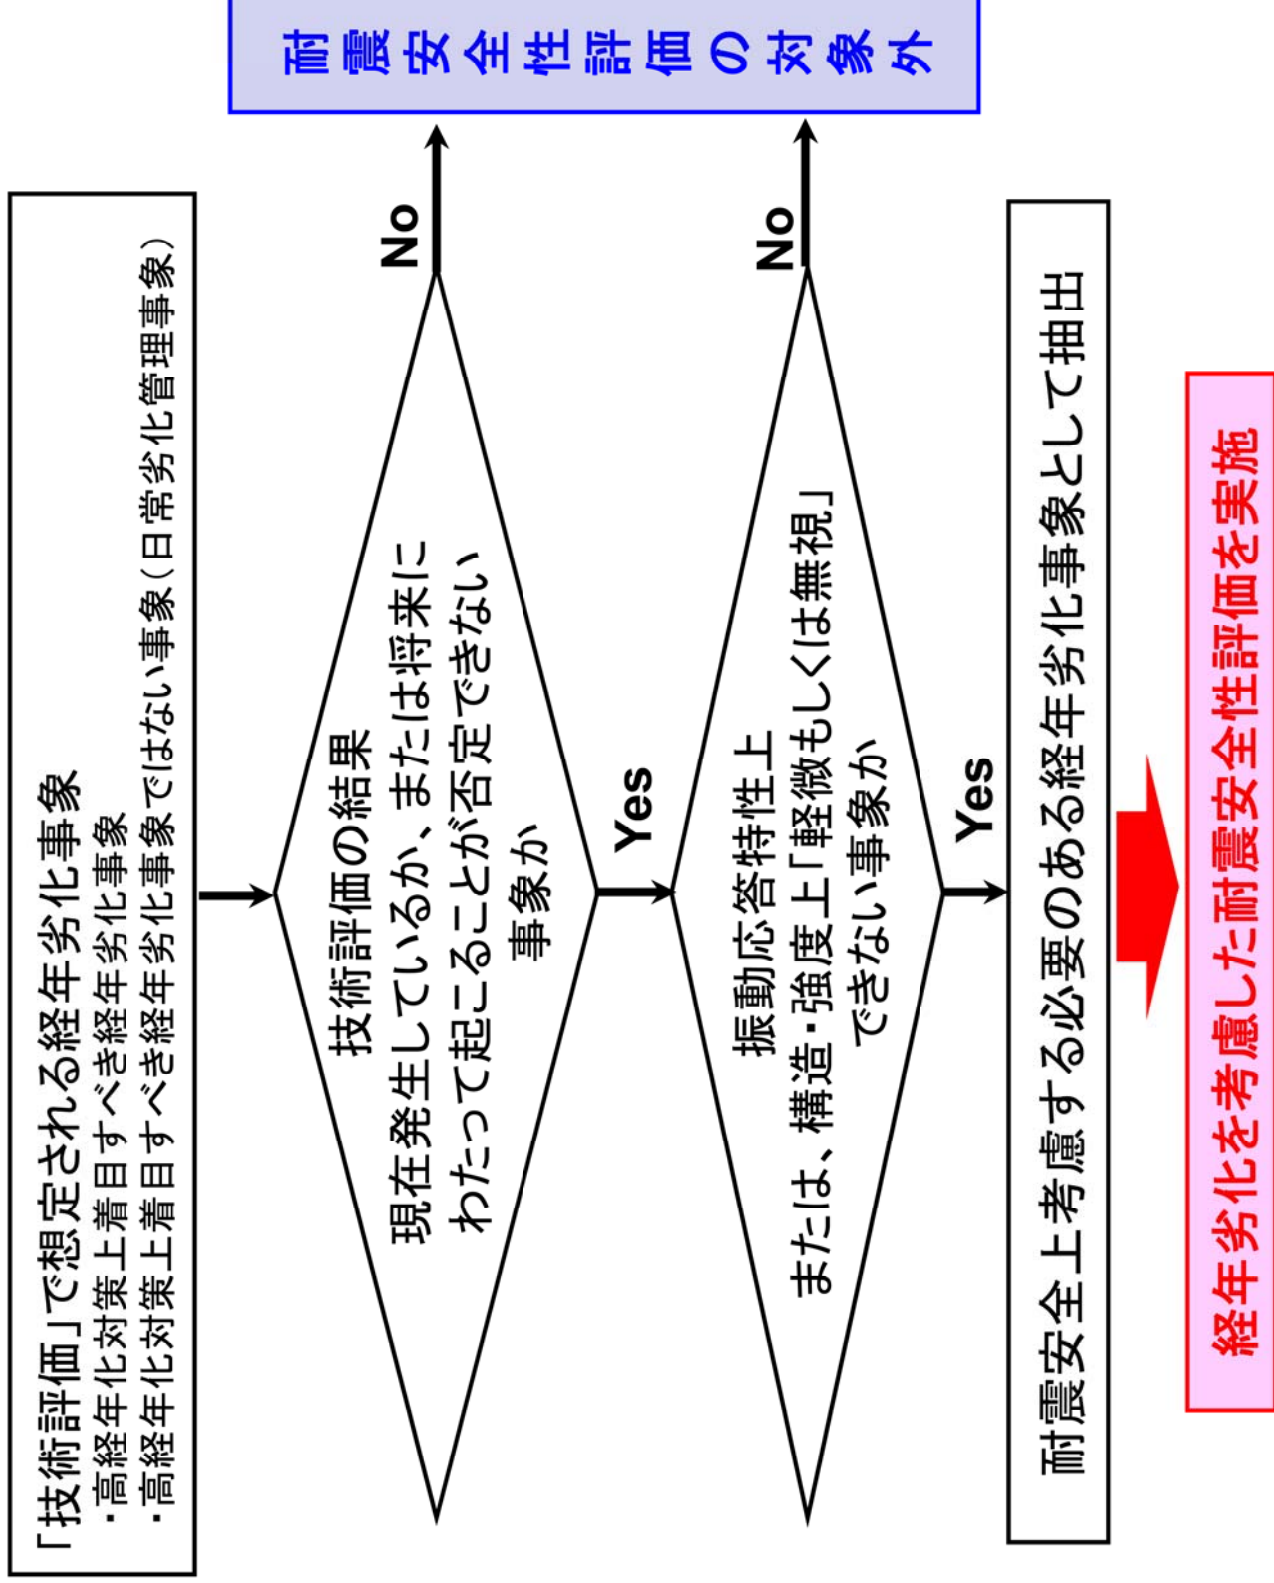 「技術評価」で想定される経年劣化事象
・高経年化対策上着目すべき経年劣化事象
・高経年化対策上着目すべき経年劣化事象ではない事象(日常劣化管理事象)
技術評価の結果
現在発生しているか、または将来に
わたって起こることが否定できない
事象か
No
Yes
振動応答特性上
または、構造・強度上「軽微もしくは無視」
できない事象か
No
Yes
耐震安全性評価の対象外
耐震安全上考慮する必要のある経年劣化事象として抽出
経年劣化を考慮した耐震安全性評価を実施